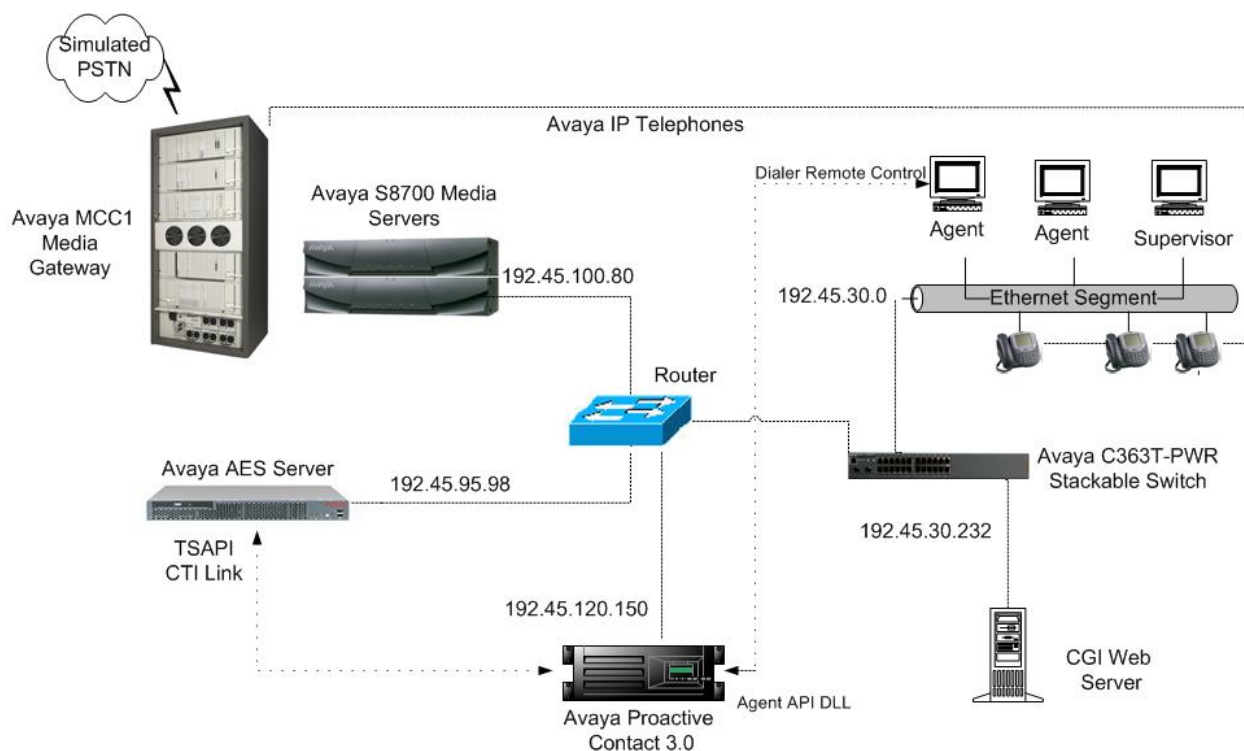 Simulated
PSTN
Avaya IP Telephones
Dialer Remote Control
Avaya S8700 Media
Servers
Avaya MCC1
Media
Gateway
Agent
Agent
Supervisor
192.45.100.80
192.45.30.0
Ethernet Segment
Router
Avaya AES Server
192.45.95.98
Avaya C363T-PWR
Stackable Switch
192.45.30.232
TSAPI
CTI Link
192.45.120.150
CGI Web
Server
Agent API DLL
Avaya Proactive
Contact 3.0